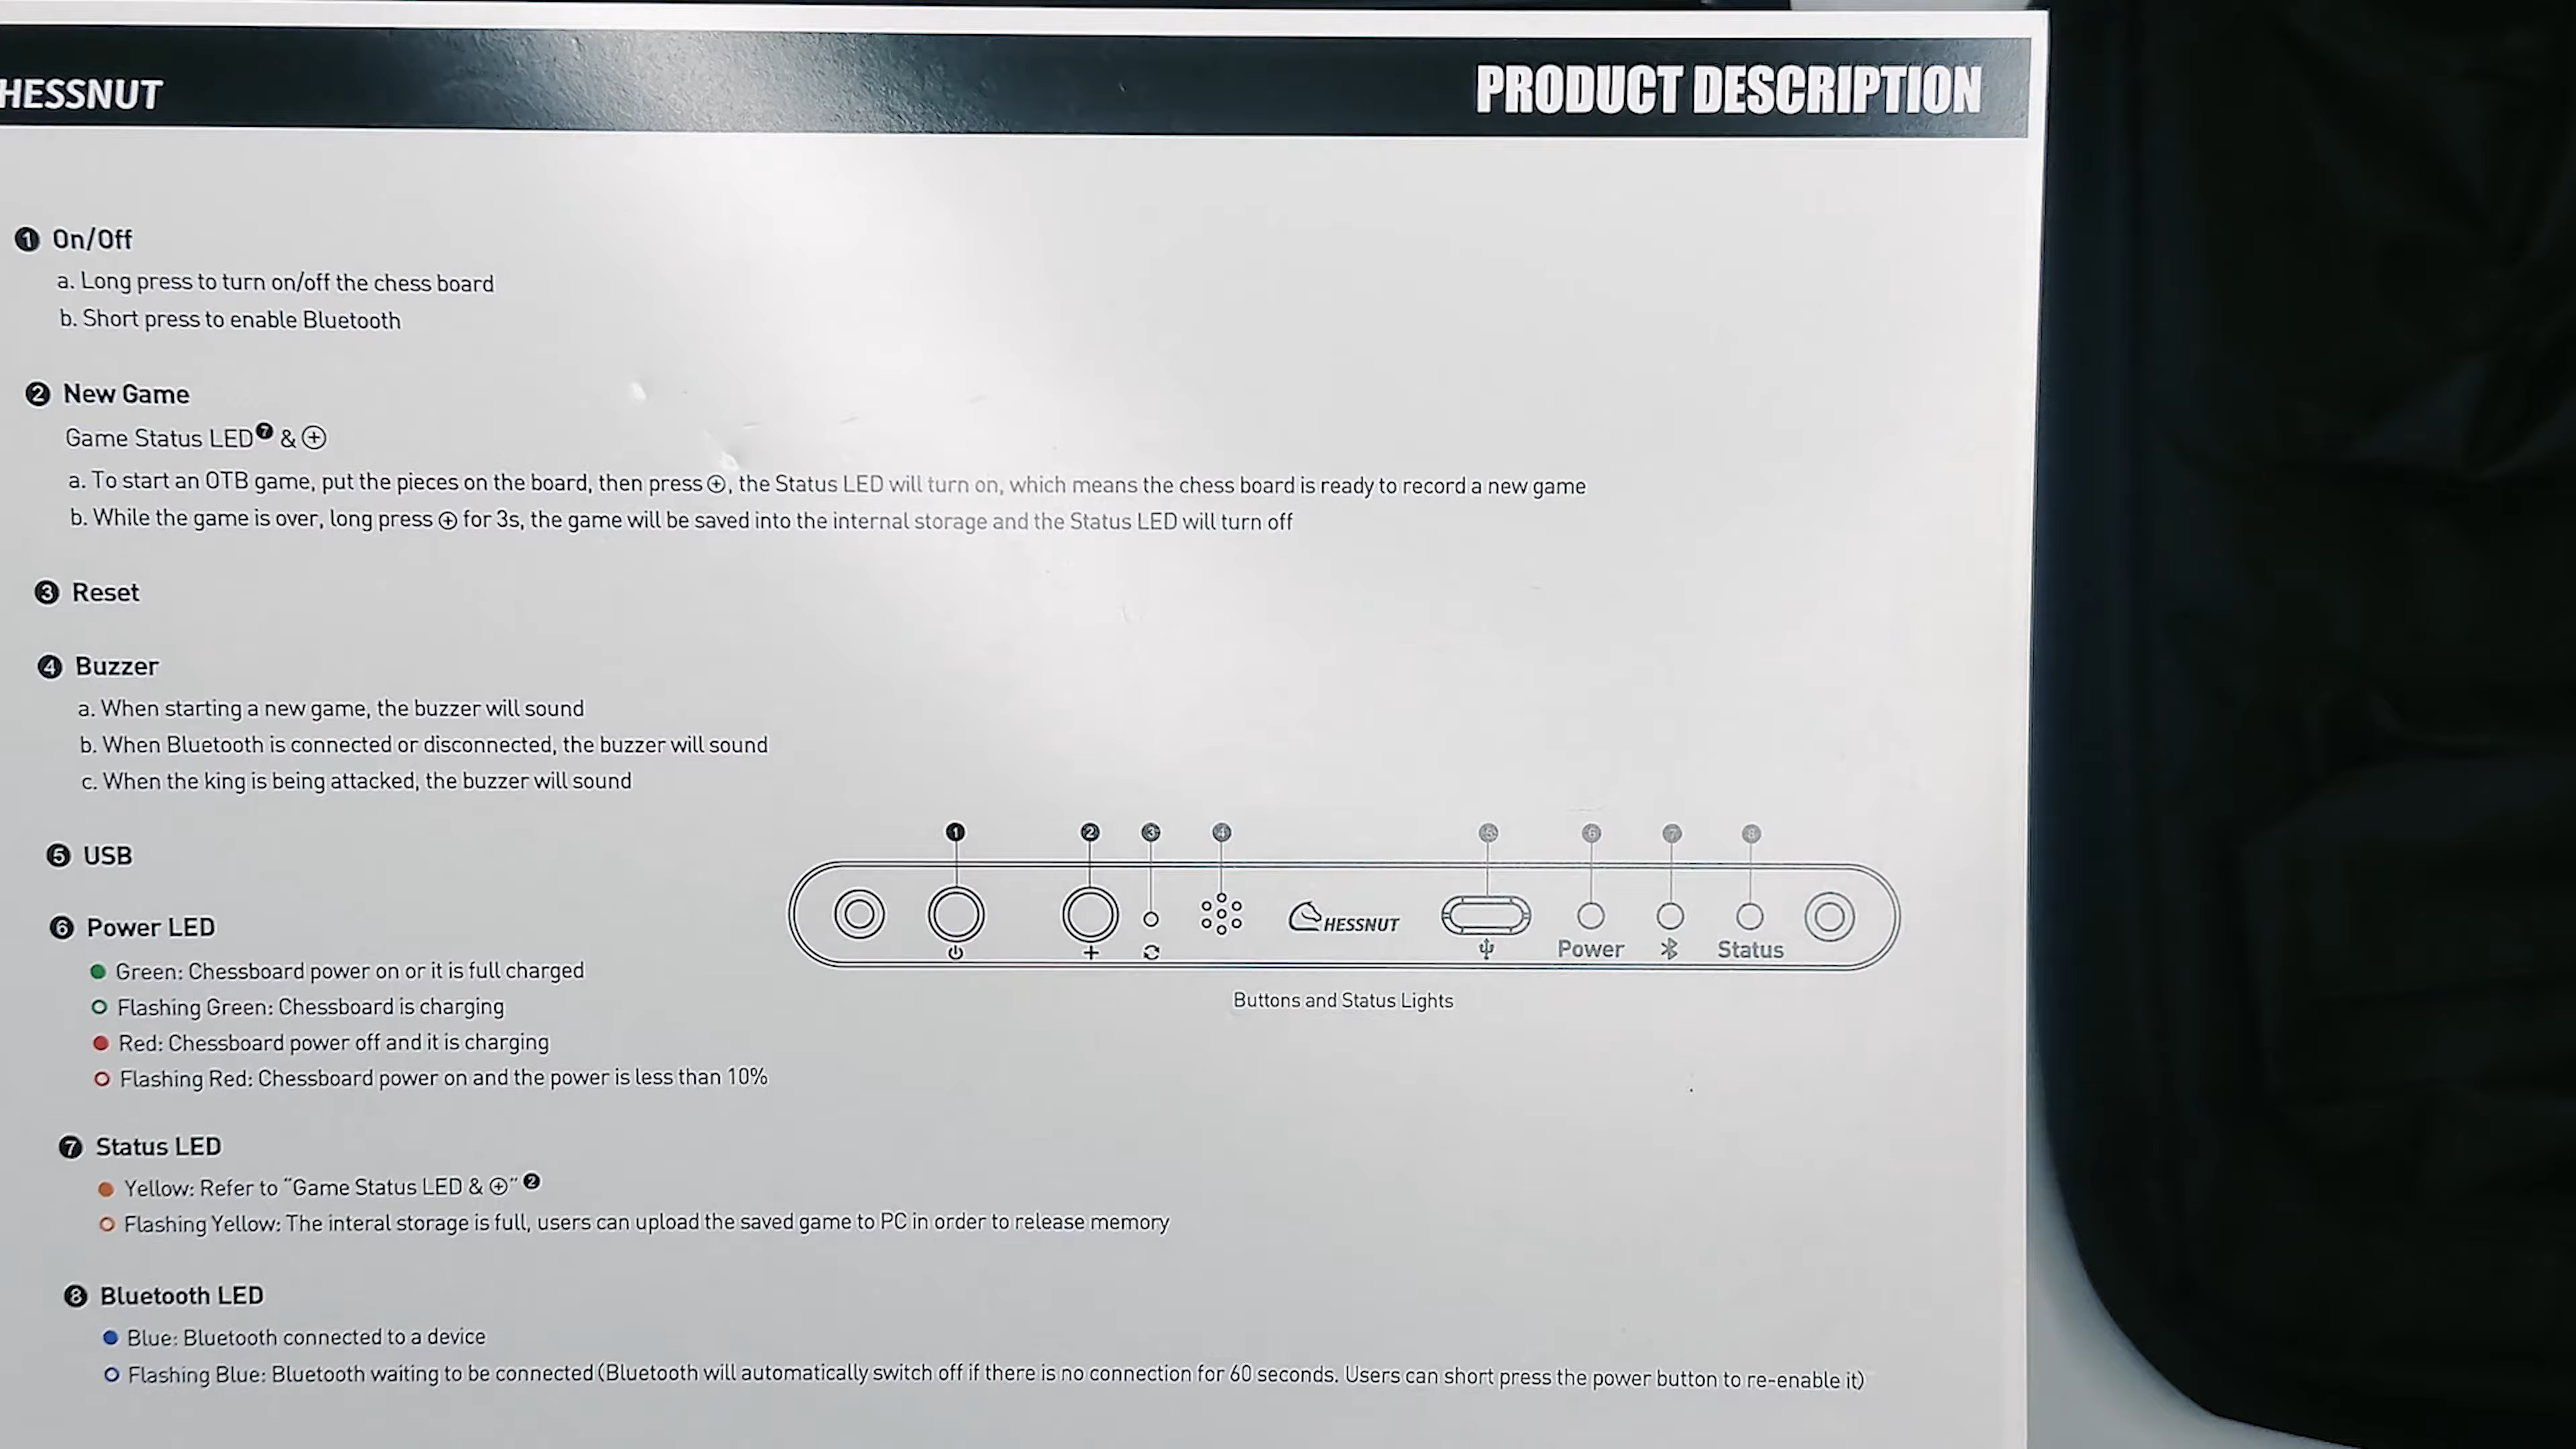 HESSNUT
PRODUCT DESCRIPTION
❶ On/Off
a. Long press to turn on/off the chess board
b. Short press to enable Bluetooth
❷ New Game
Game Status LED❼ & ⊕
a. To start an OTB game, put the pieces on the board, then press ⊕, the Status LED will turn on, which means the chess board is ready to record a new game
b. While the game is over, long press ⊕ for 3s, the game will be saved into the internal storage and the Status LED will turn off
❸ Reset
❹ Buzzer
a. When starting a new game, the buzzer will sound
b. When Bluetooth is connected or disconnected, the buzzer will sound
c. When the king is being attacked, the buzzer will sound
❺ USB
❻ Power LED
Green: Chessboard power on or it is full charged
Flashing Green: Chessboard is charging
Red: Chessboard power off and it is charging
Flashing Red: Chessboard power on and the power is less than 10%
❼ Status LED
Yellow: Refer to "Game Status LED & ⊕" ❷
Flashing Yellow: The interal storage is full, users can upload the saved game to PC in order to release memory
❽ Bluetooth LED
Blue: Bluetooth connected to a device
Flashing Blue: Bluetooth waiting to be connected (Bluetooth will automatically switch off if there is no connection for 60 seconds. Users can short press the power button to re-enable it)
❶ ❷ ❸ ❹ ❺ ❻ ❼ ❽
HESSNUT
+ Power Status
Buttons and Status Lights